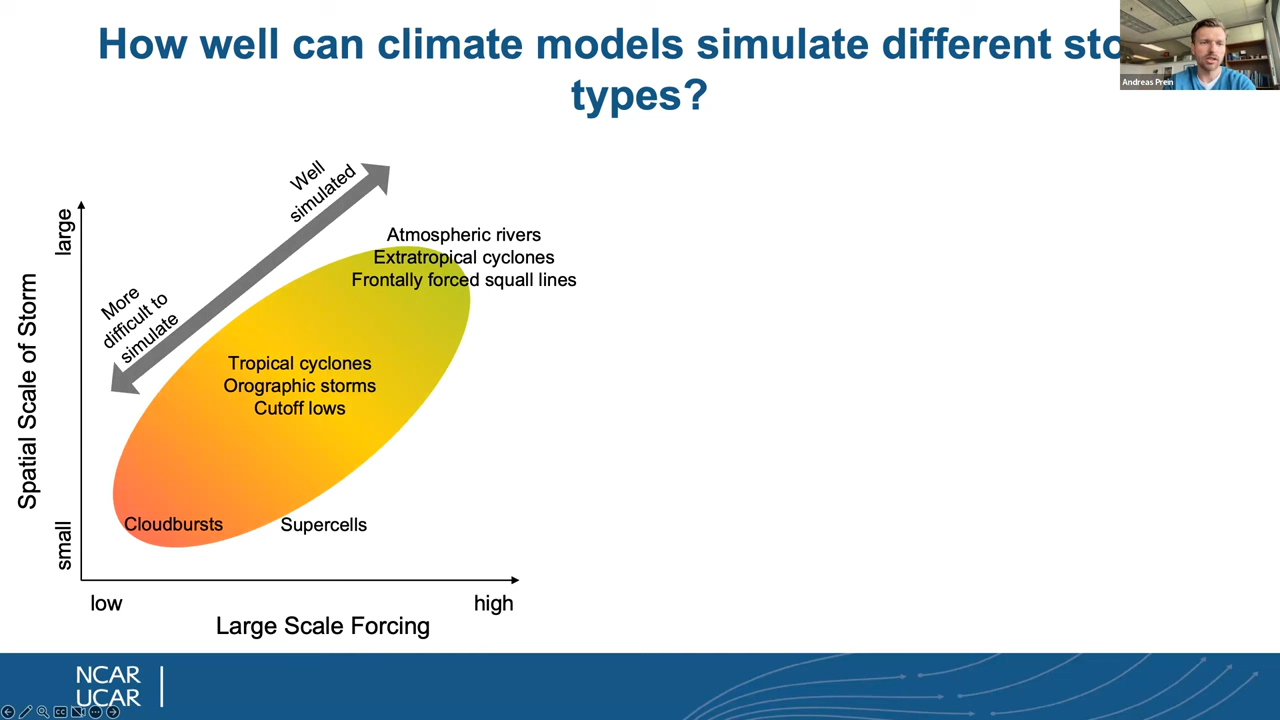 How well can climate models simulate different sto
types?
Andreas Prein
Well
simulated
More
difficult to
simulate
large
Spatial Scale of Storm
small
Atmospheric rivers
Extratropical cyclones
Frontally forced squall lines
Tropical cyclones
Orographic storms
Cutoff lows
Cloudbursts
Supercells
low
high
Large Scale Forcing
NCAR
UCAR